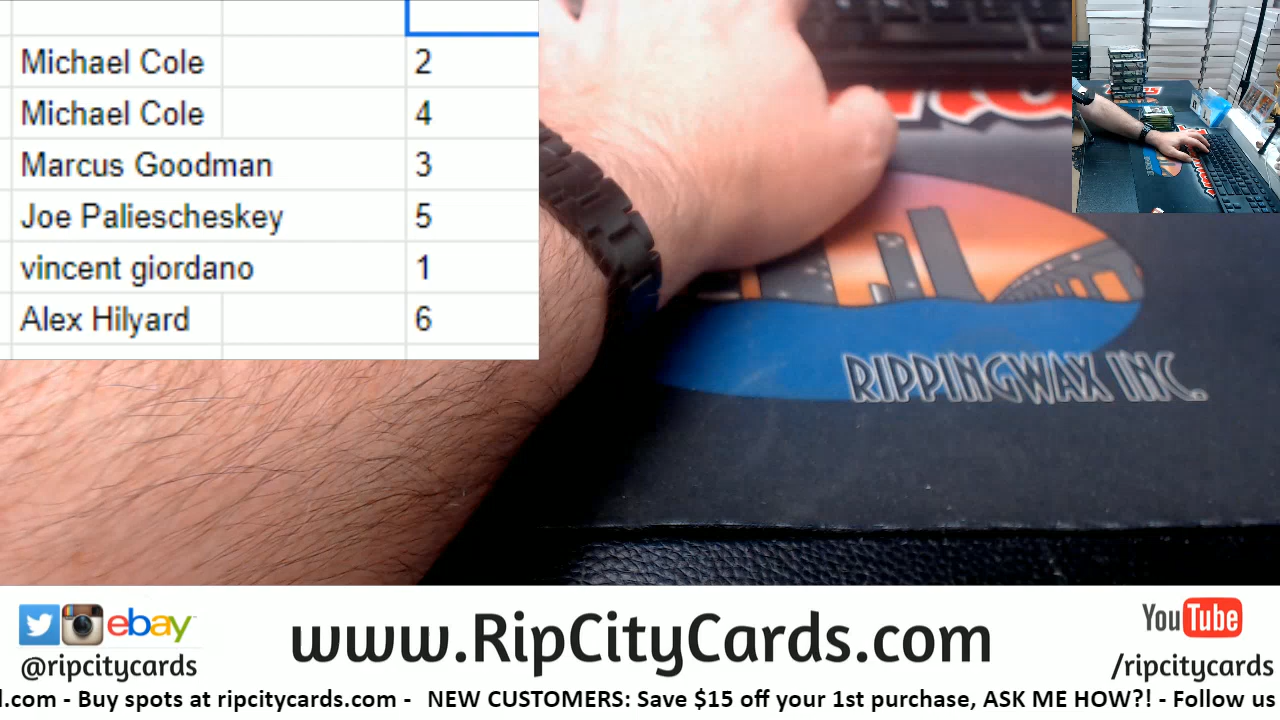 Michael Cole 2
Michael Cole 4
Marcus Goodman 3
Joe Paliescheskey 5
vincent giordano 1
Alex Hilyard 6
RIPPINGWAX INC.
ebay
@ripcitycards
www.RipCityCards.com
YouTube
/ripcitycards
.com - Buy spots at ripcitycards.com - NEW CUSTOMERS: Save $15 off your 1st purchase, ASK ME HOW?! - Follow us